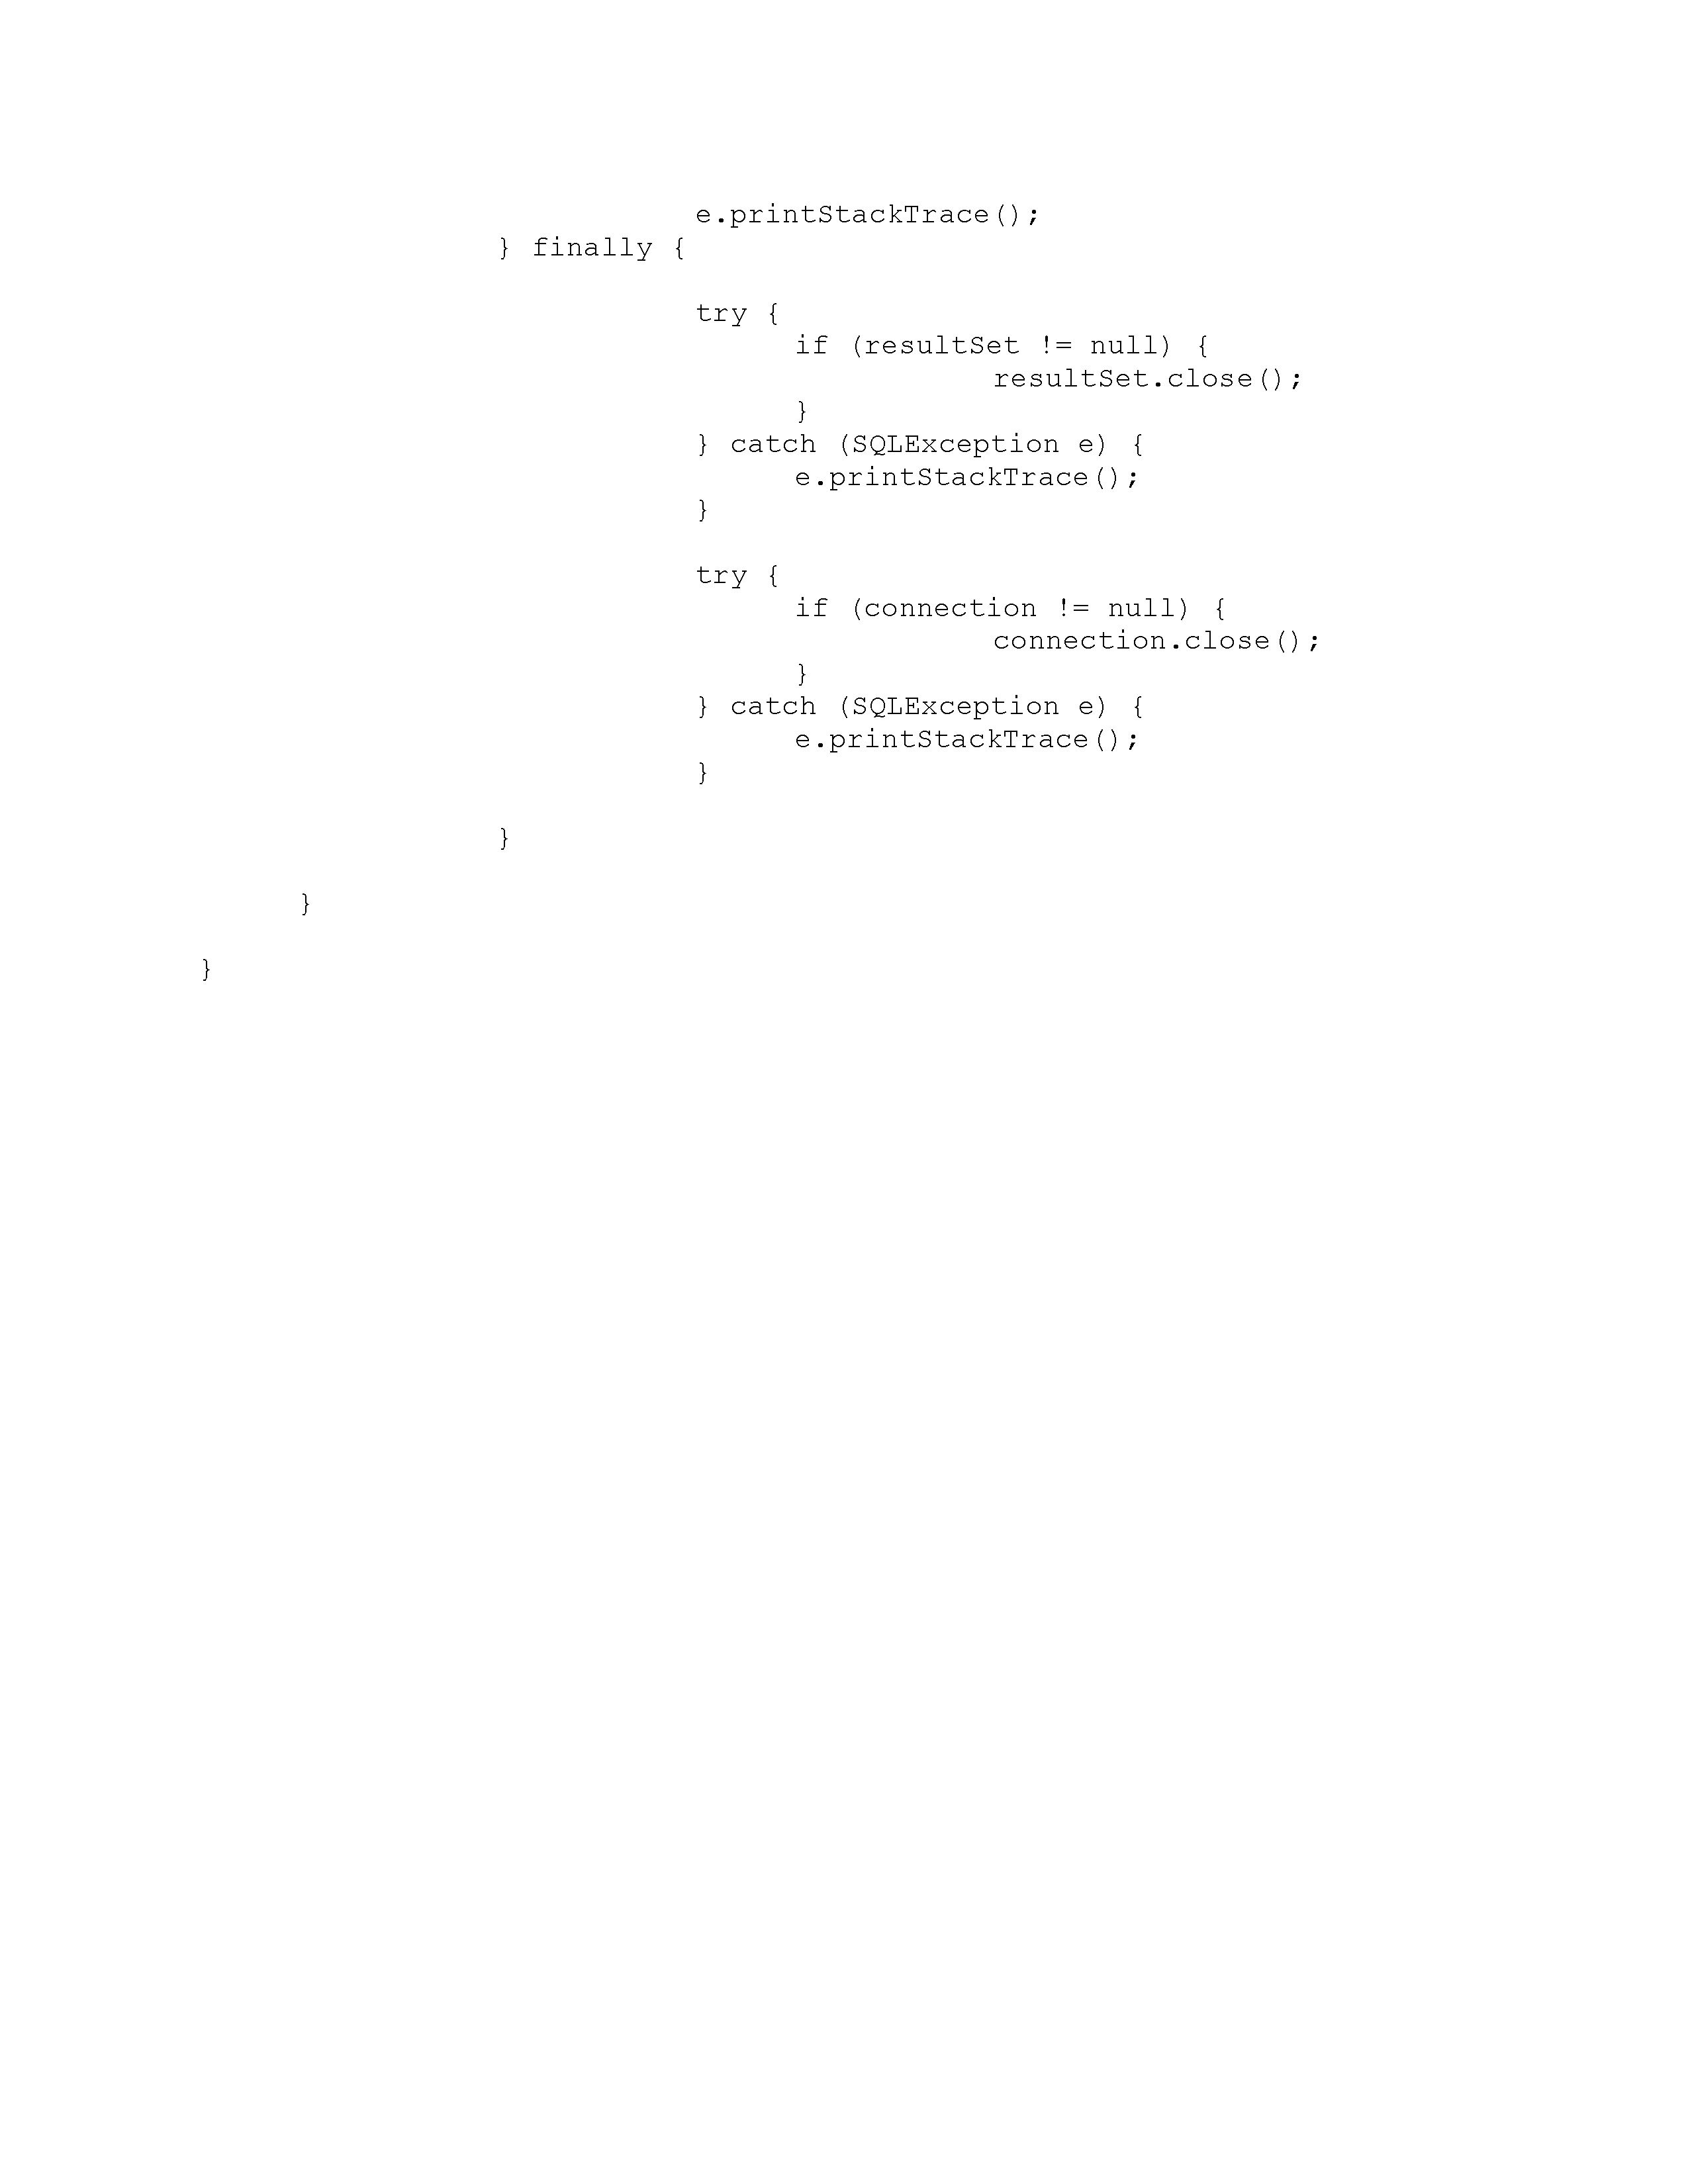 e.printStackTrace();
} finally {
try {
if (resultSet != null) {
resultSet.close();
}
} catch (SQLException e) {
e.printStackTrace();
}
try {
if (connection != null) {
connection.close();
}
} catch (SQLException e) {
e.printStackTrace();
}
}
}
}